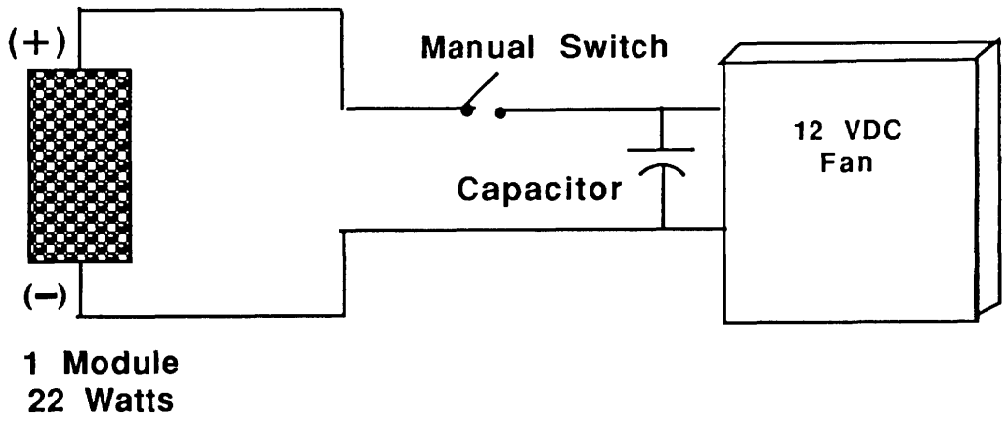 (+)
Manual Switch
12 VDC
Fan
Capacitor
(−)
1 Module
22 Watts